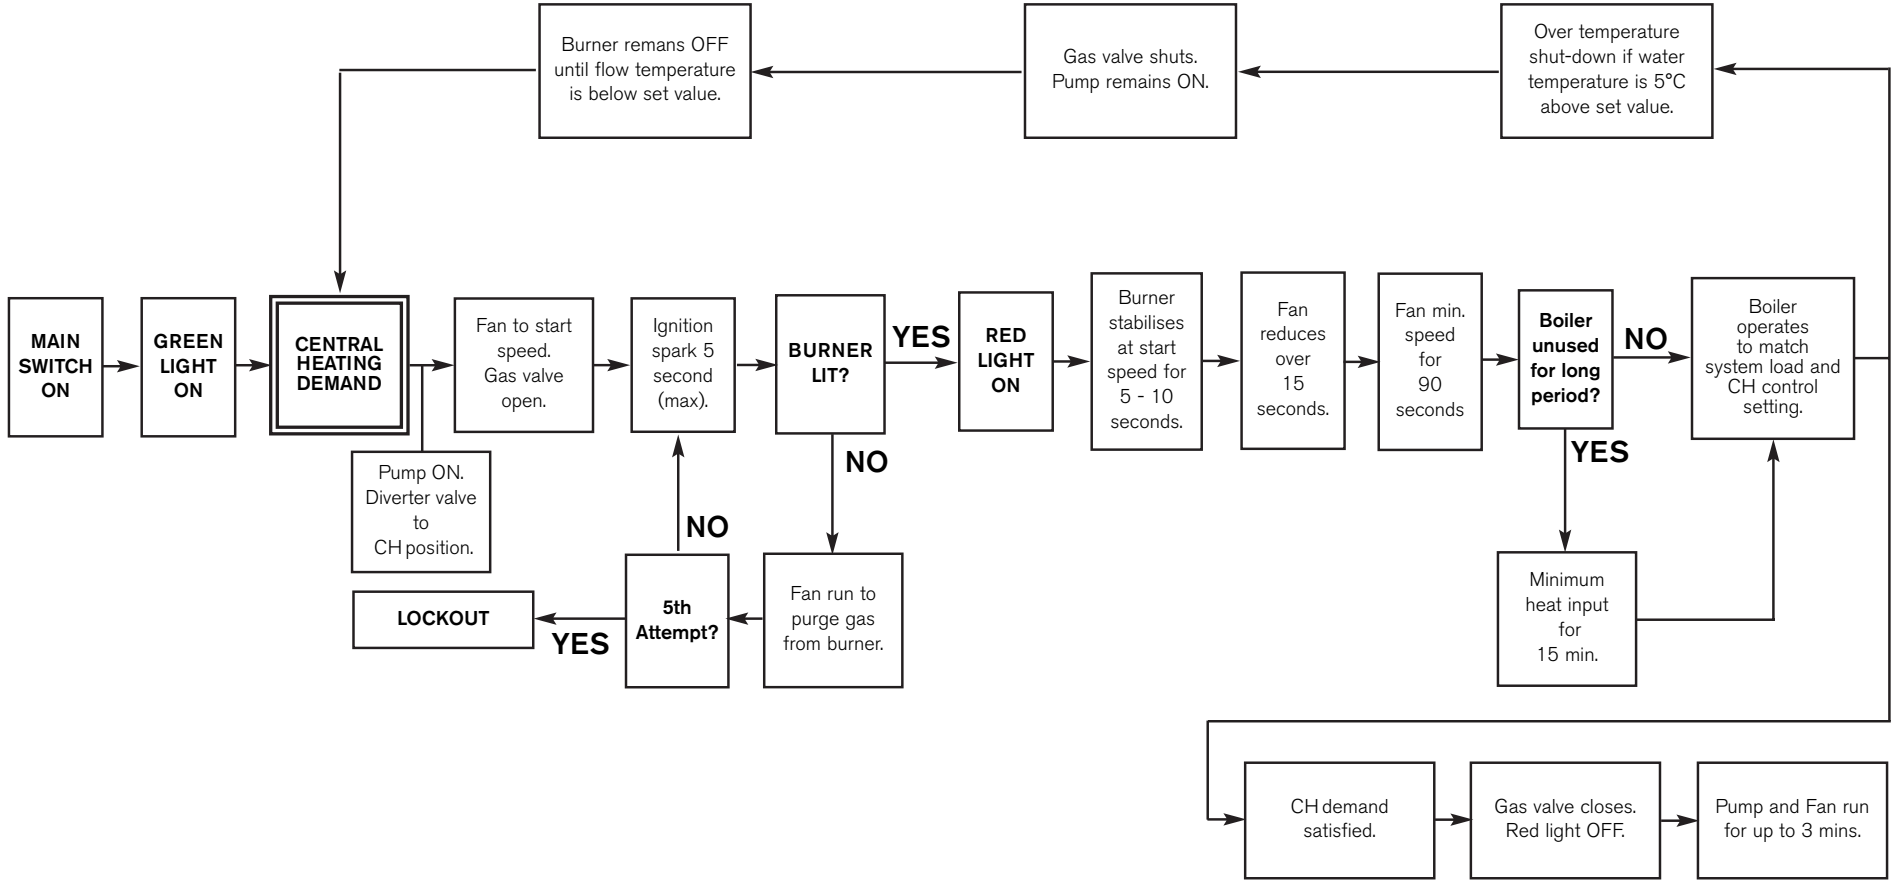 Burner remans OFF
until flow temperature
is below set value.
Gas valve shuts.
Pump remains ON.
Over temperature
shut-down if water
temperature is 5°C
above set value.
MAIN
SWITCH
ON
GREEN
LIGHT
ON
CENTRAL
HEATING
DEMAND
Fan to start
speed.
Gas valve
open.
Ignition
spark 5
second
(max).
BURNER
LIT?
YES
RED
LIGHT
ON
Burner
stabilises
at start
speed for
5 - 10
seconds.
Fan
reduces
over
15
seconds.
Fan min.
speed
for
90
seconds
Boiler
unused
for long
period?
NO
Boiler
operates
to match
system load and
CH control
setting.
Pump ON.
Diverter valve
to
CH position.
NO
NO
YES
LOCKOUT
YES
5th
Attempt?
Fan run to
purge gas
from burner.
Minimum
heat input
for
15 min.
CH demand
satisfied.
Gas valve closes.
Red light OFF.
Pump and Fan run
for up to 3 mins.